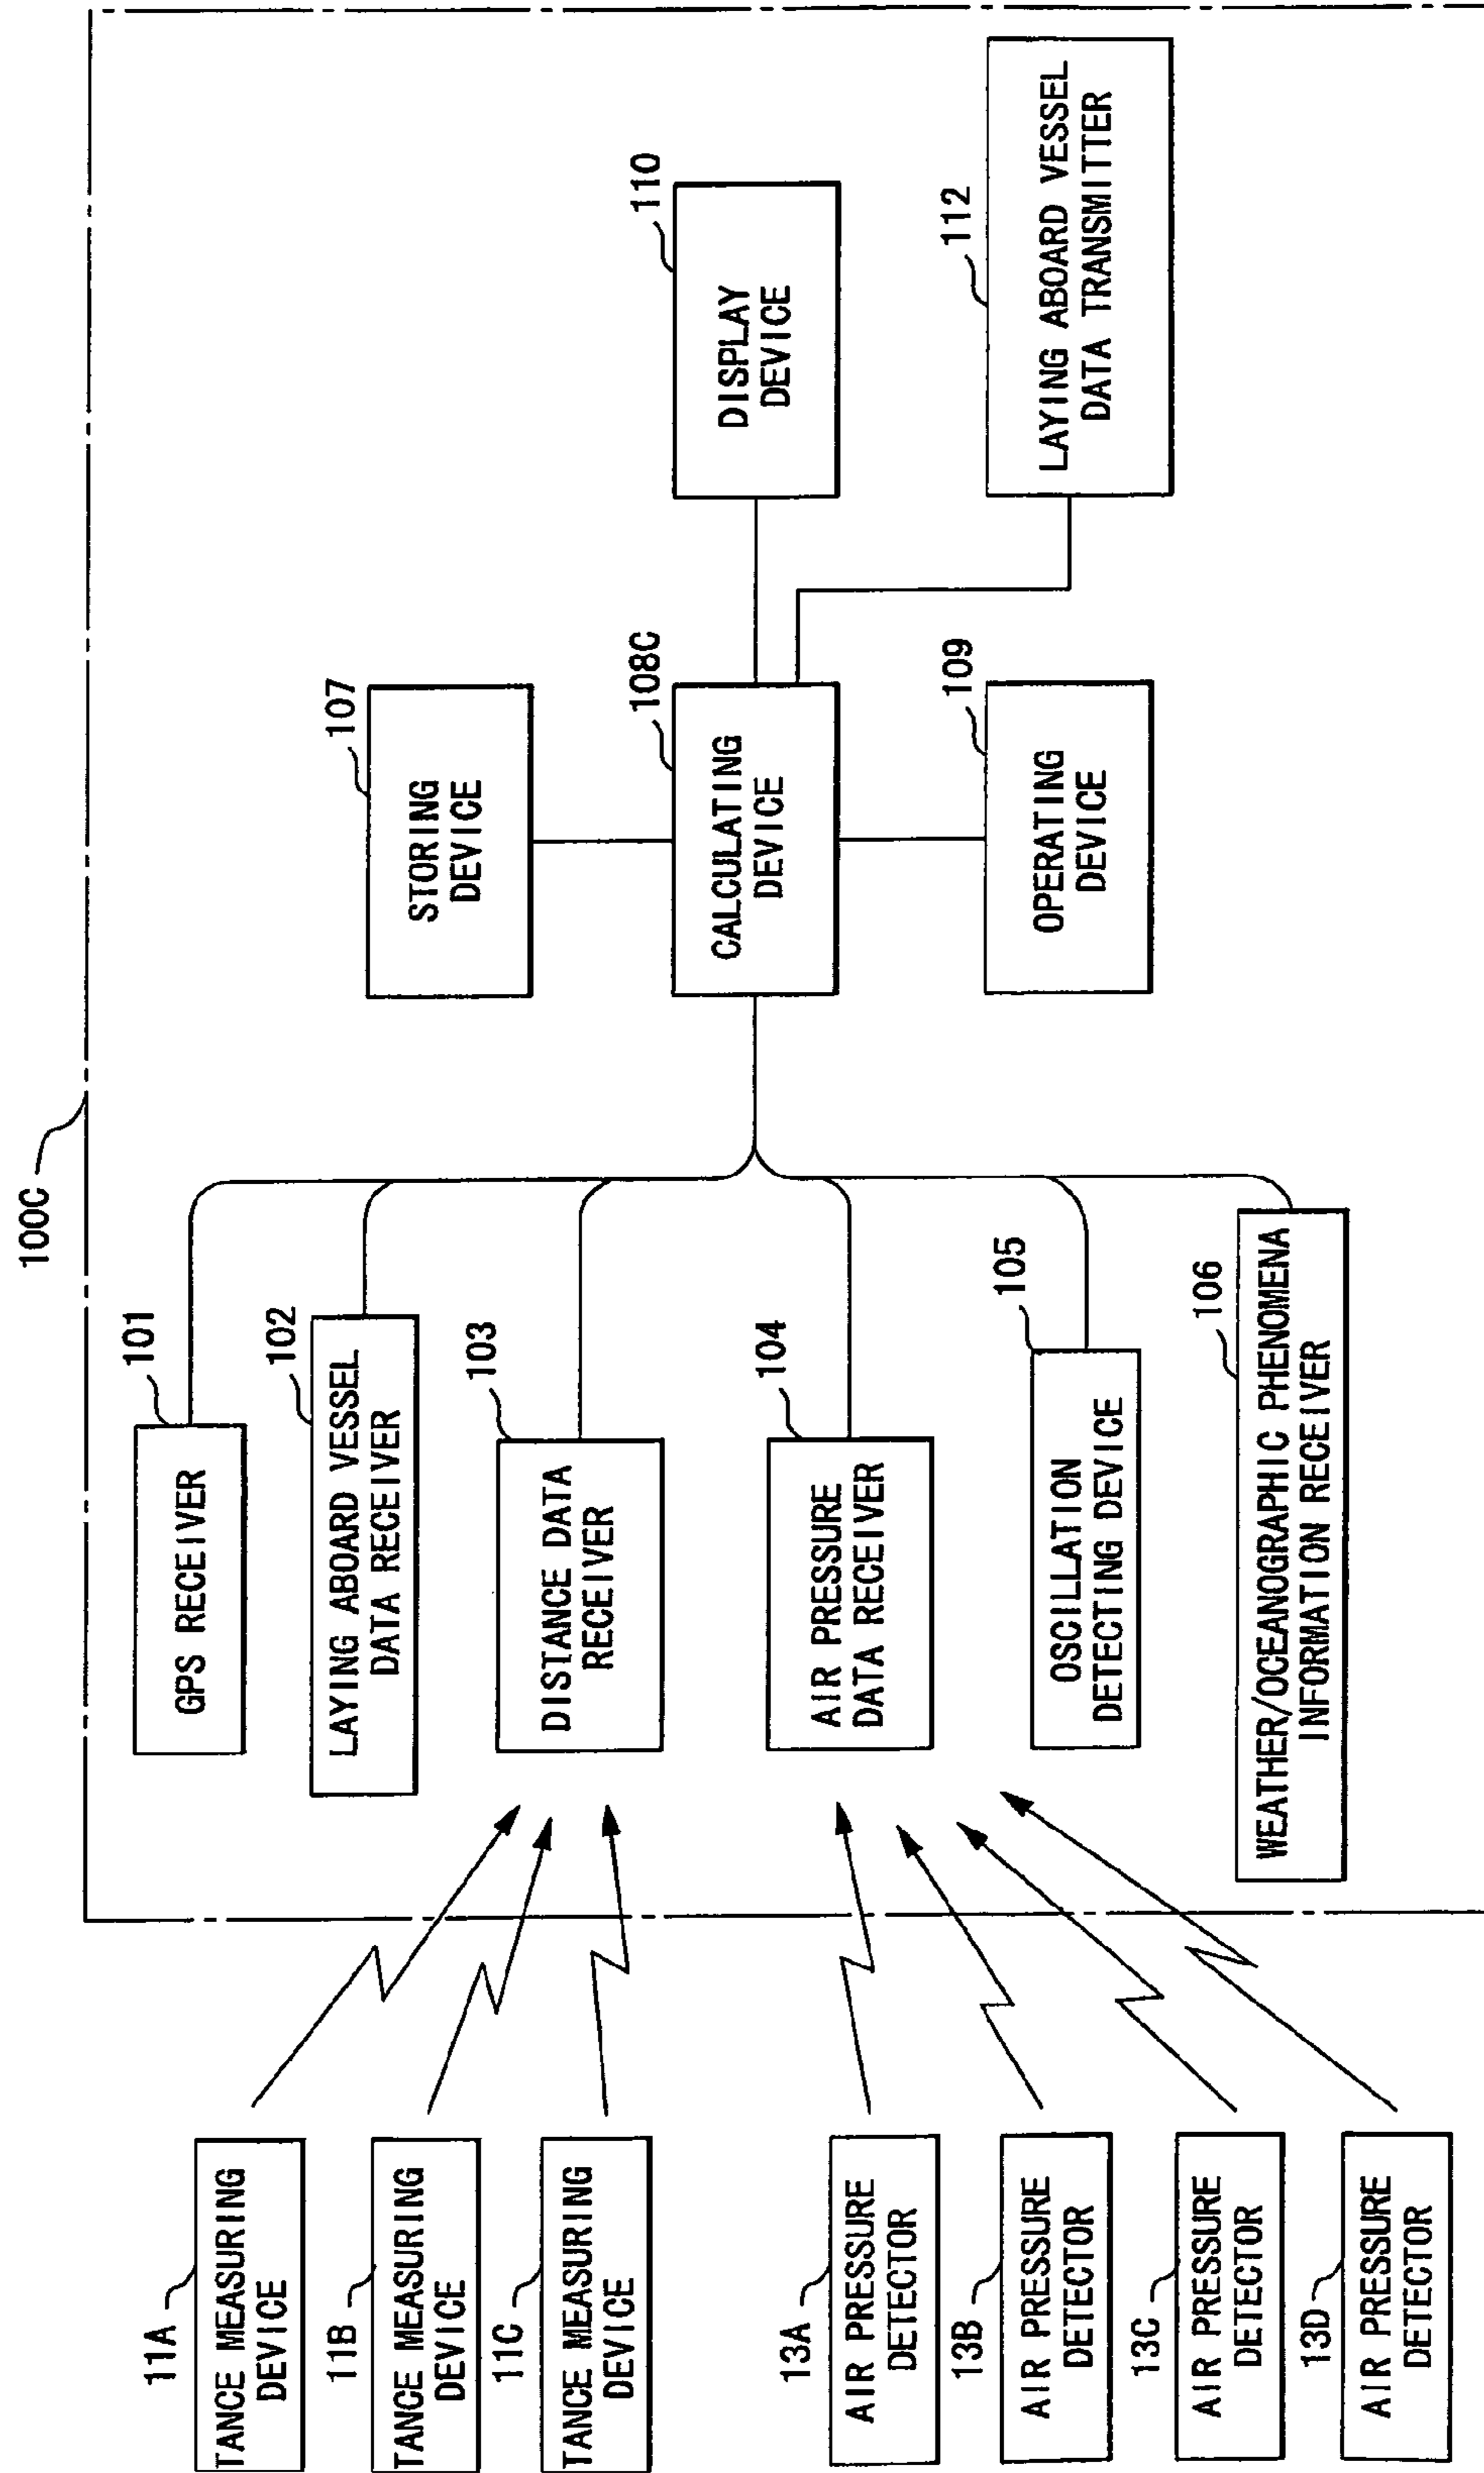 100C
101
GPS RECEIVER
102
LAYING ABOARD VESSEL
DATA RECEIVER
103
DISTANCE DATA
RECEIVER
104
AIR PRESSURE
DATA RECEIVER
105
OSCILLATION
DETECTING DEVICE
106
WEATHER/OCEANOGRAPHIC PHENOMENA
INFORMATION RECEIVER
107
STORING
DEVICE
108C
CALCULATING
DEVICE
109
OPERATING
DEVICE
110
DISPLAY
DEVICE
112
LAYING ABOARD VESSEL
DATA TRANSMITTER
11A
TANCE MEASURING
DEVICE
11B
TANCE MEASURING
DEVICE
11C
TANCE MEASURING
DEVICE
13A
AIR PRESSURE
DETECTOR
13B
AIR PRESSURE
DETECTOR
13C
AIR PRESSURE
DETECTOR
13D
AIR PRESSURE
DETECTOR